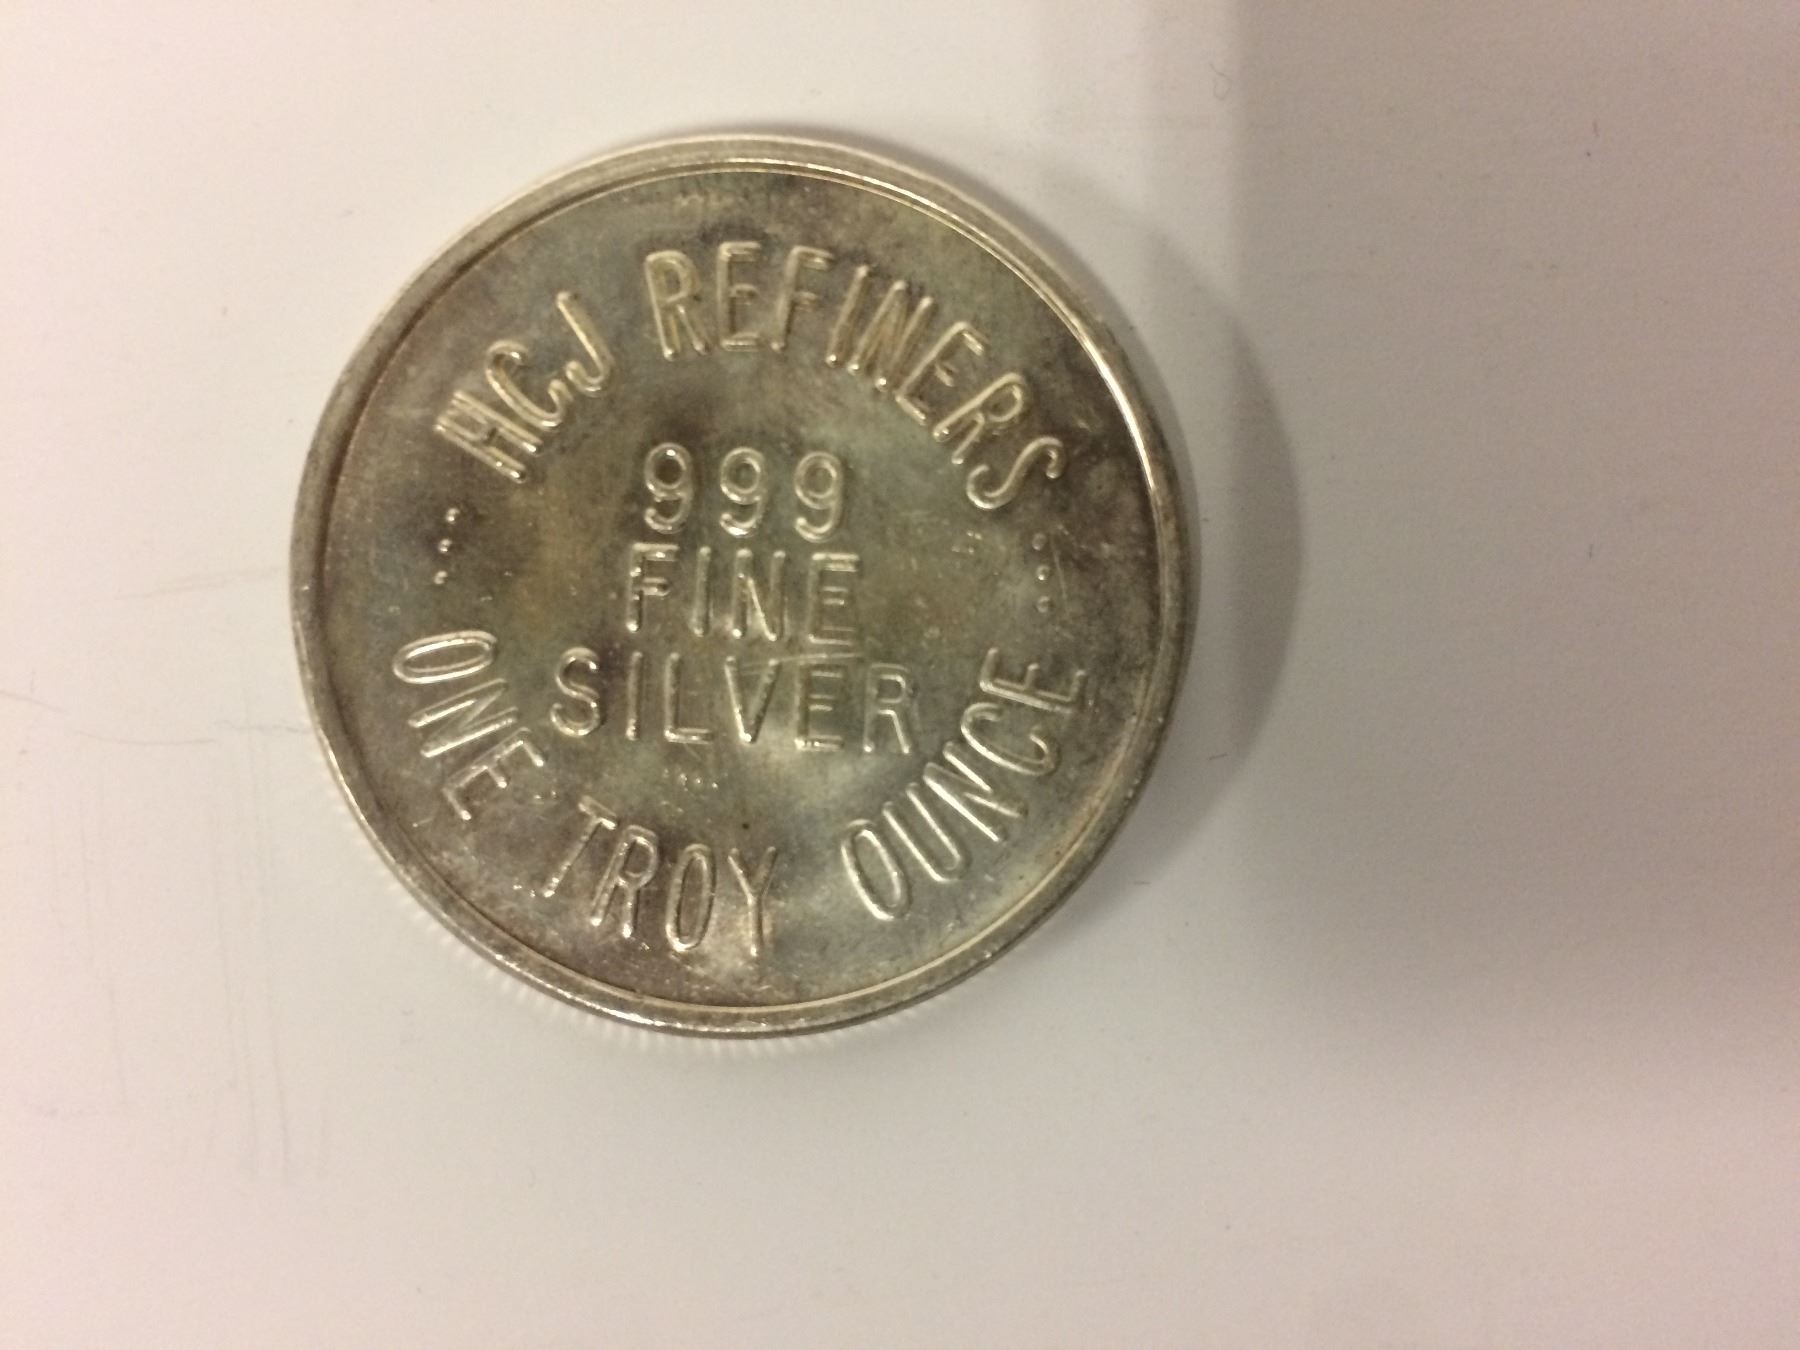 HCJ REFINERS
999
FINE
SILVER
ONE TROY OUNCE